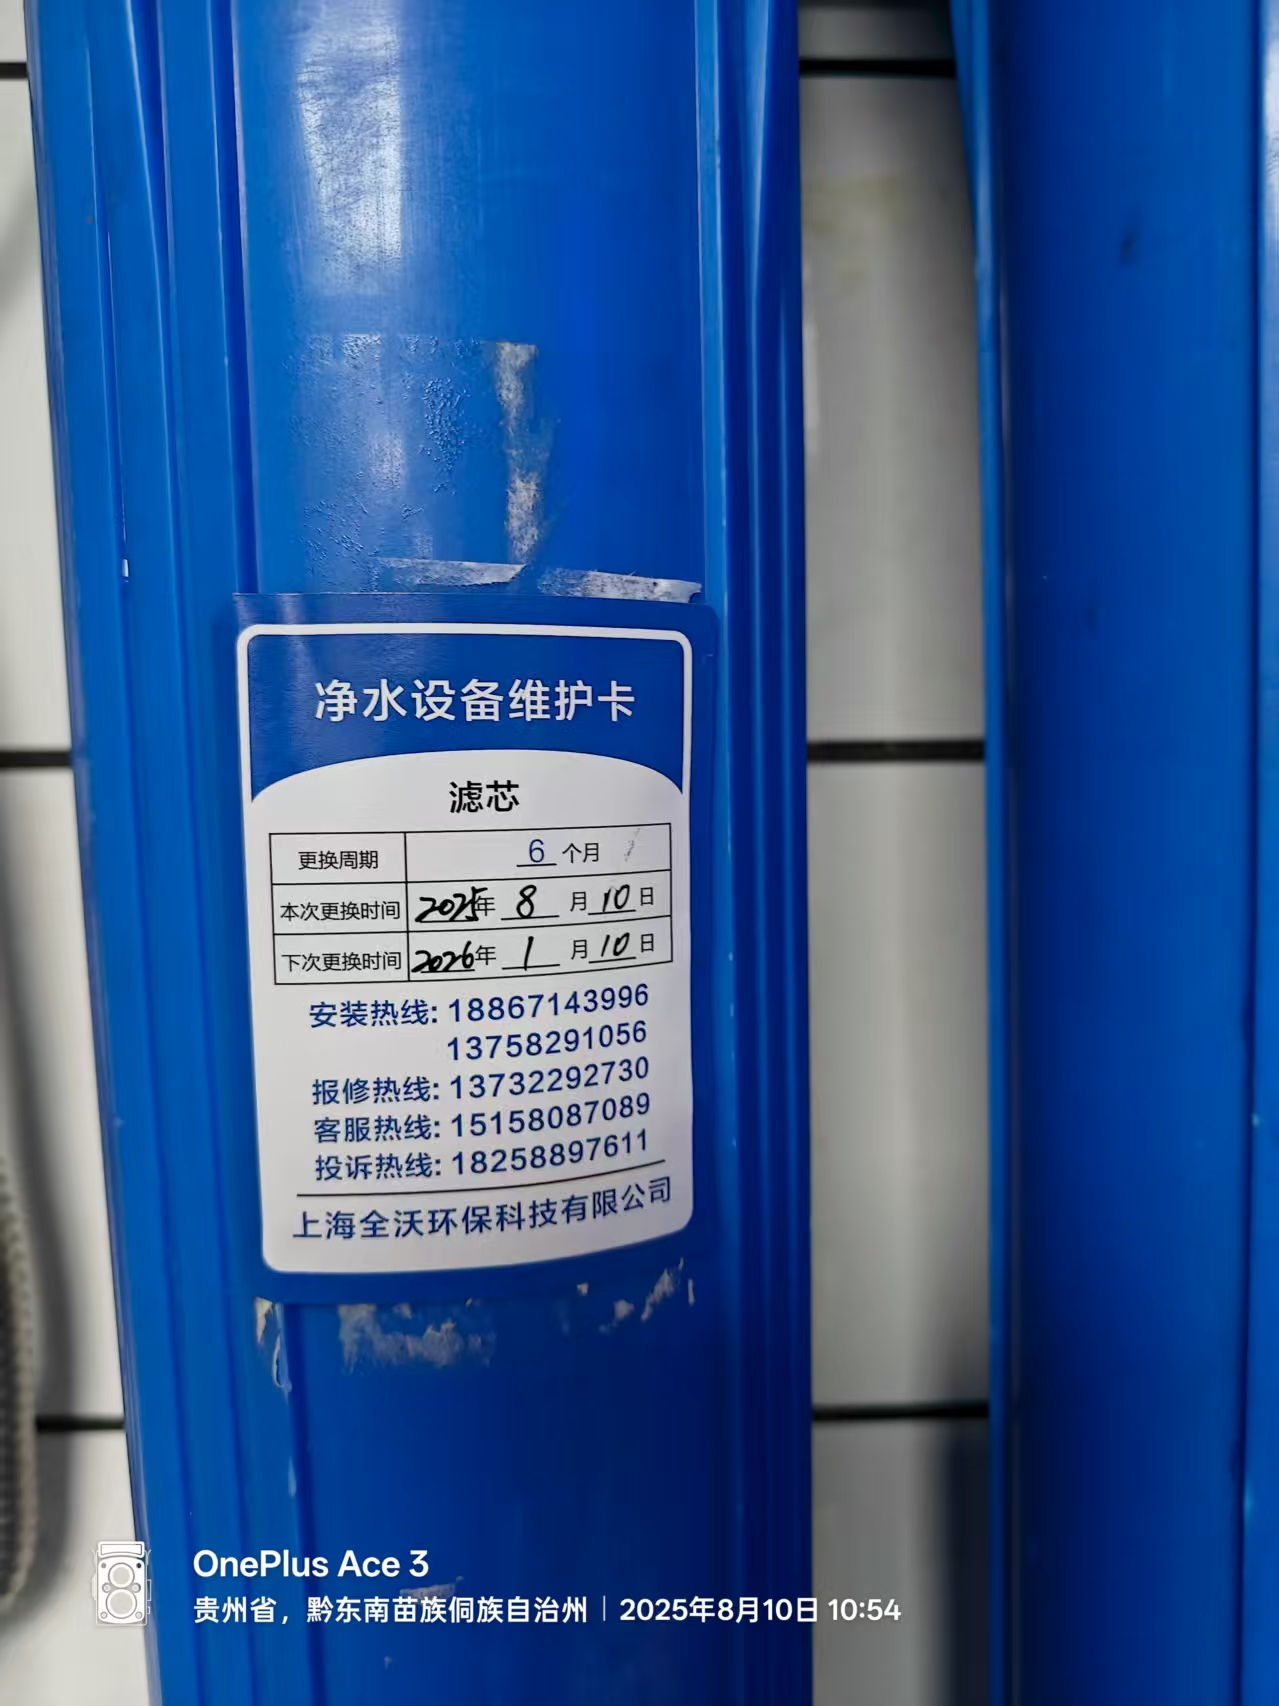 净水设备维护卡
滤芯
更换周期 6 个月
本次更换时间 2025年 8 月 10 日
下次更换时间 2026年 1 月 10 日
安装热线: 18867143996
13758291056
报修热线: 13732292730
客服热线: 15158087089
投诉热线: 18258897611
上海全沃环保科技有限公司
OnePlus Ace 3
贵州省，黔东南苗族侗族自治州｜2025年8月10日 10:54